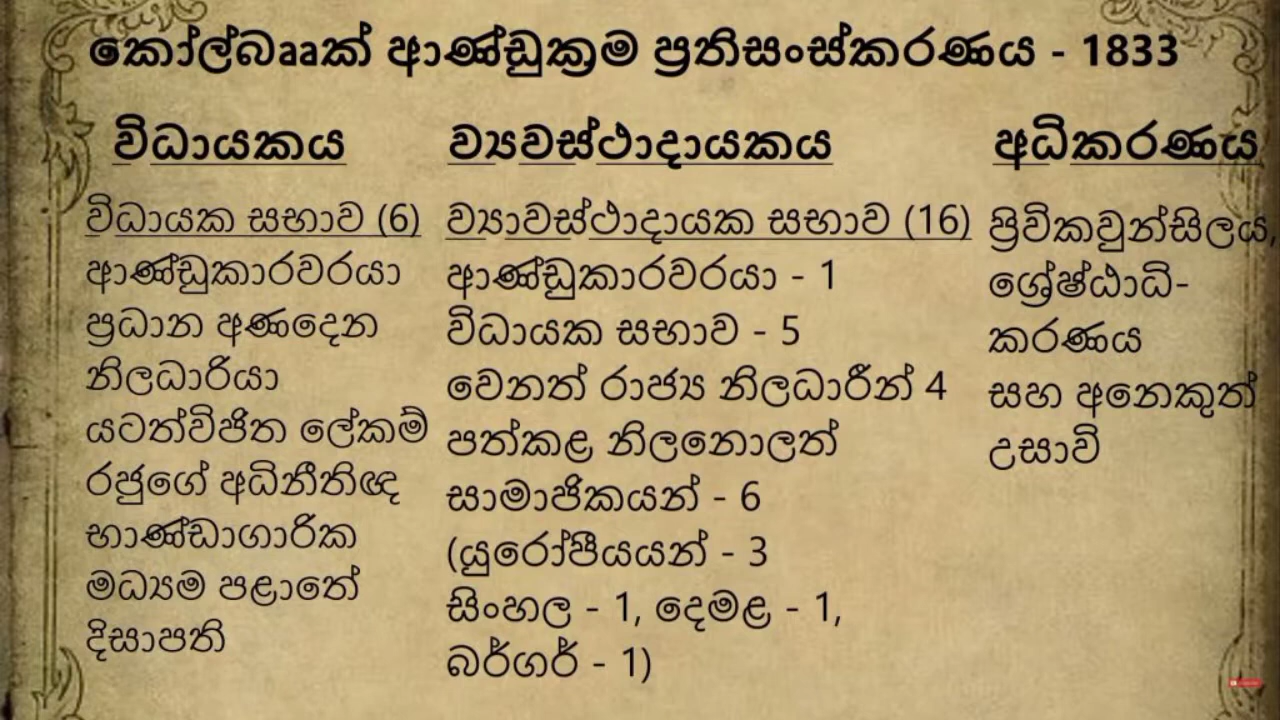 කෝල්බෲක් ආණ්ඩුක්‍රම ප්‍රතිසංස්කරණය - 1833
විධායකය
විධායක සභාව (6)
ආණ්ඩුකාරවරයා
ප්‍රධාන අණදෙන
නිලධාරියා
යටත්විජිත ලේකම්
රජුගේ අධිනීතිඥ
භාණ්ඩාගාරික
මධ්‍යම පළාතේ
දිසාපති
ව්‍යවස්ථාදායකය
ව්‍යාවස්ථාදායක සභාව (16)
ආණ්ඩුකාරවරයා - 1
විධායක සභාව - 5
වෙනත් රාජ්‍ය නිලධාරීන් 4
පත්කළ නිලනොලත්
සාමාජිකයන් - 6
(යුරෝපීයයන් - 3
සිංහල - 1, දෙමළ - 1,
බර්ගර් - 1)
අධිකරණය
ප්‍රිවිකවුන්සිලය,
ශ්‍රේෂ්ඨාධි-
කරණය
සහ අනෙකුත්
උසාවි